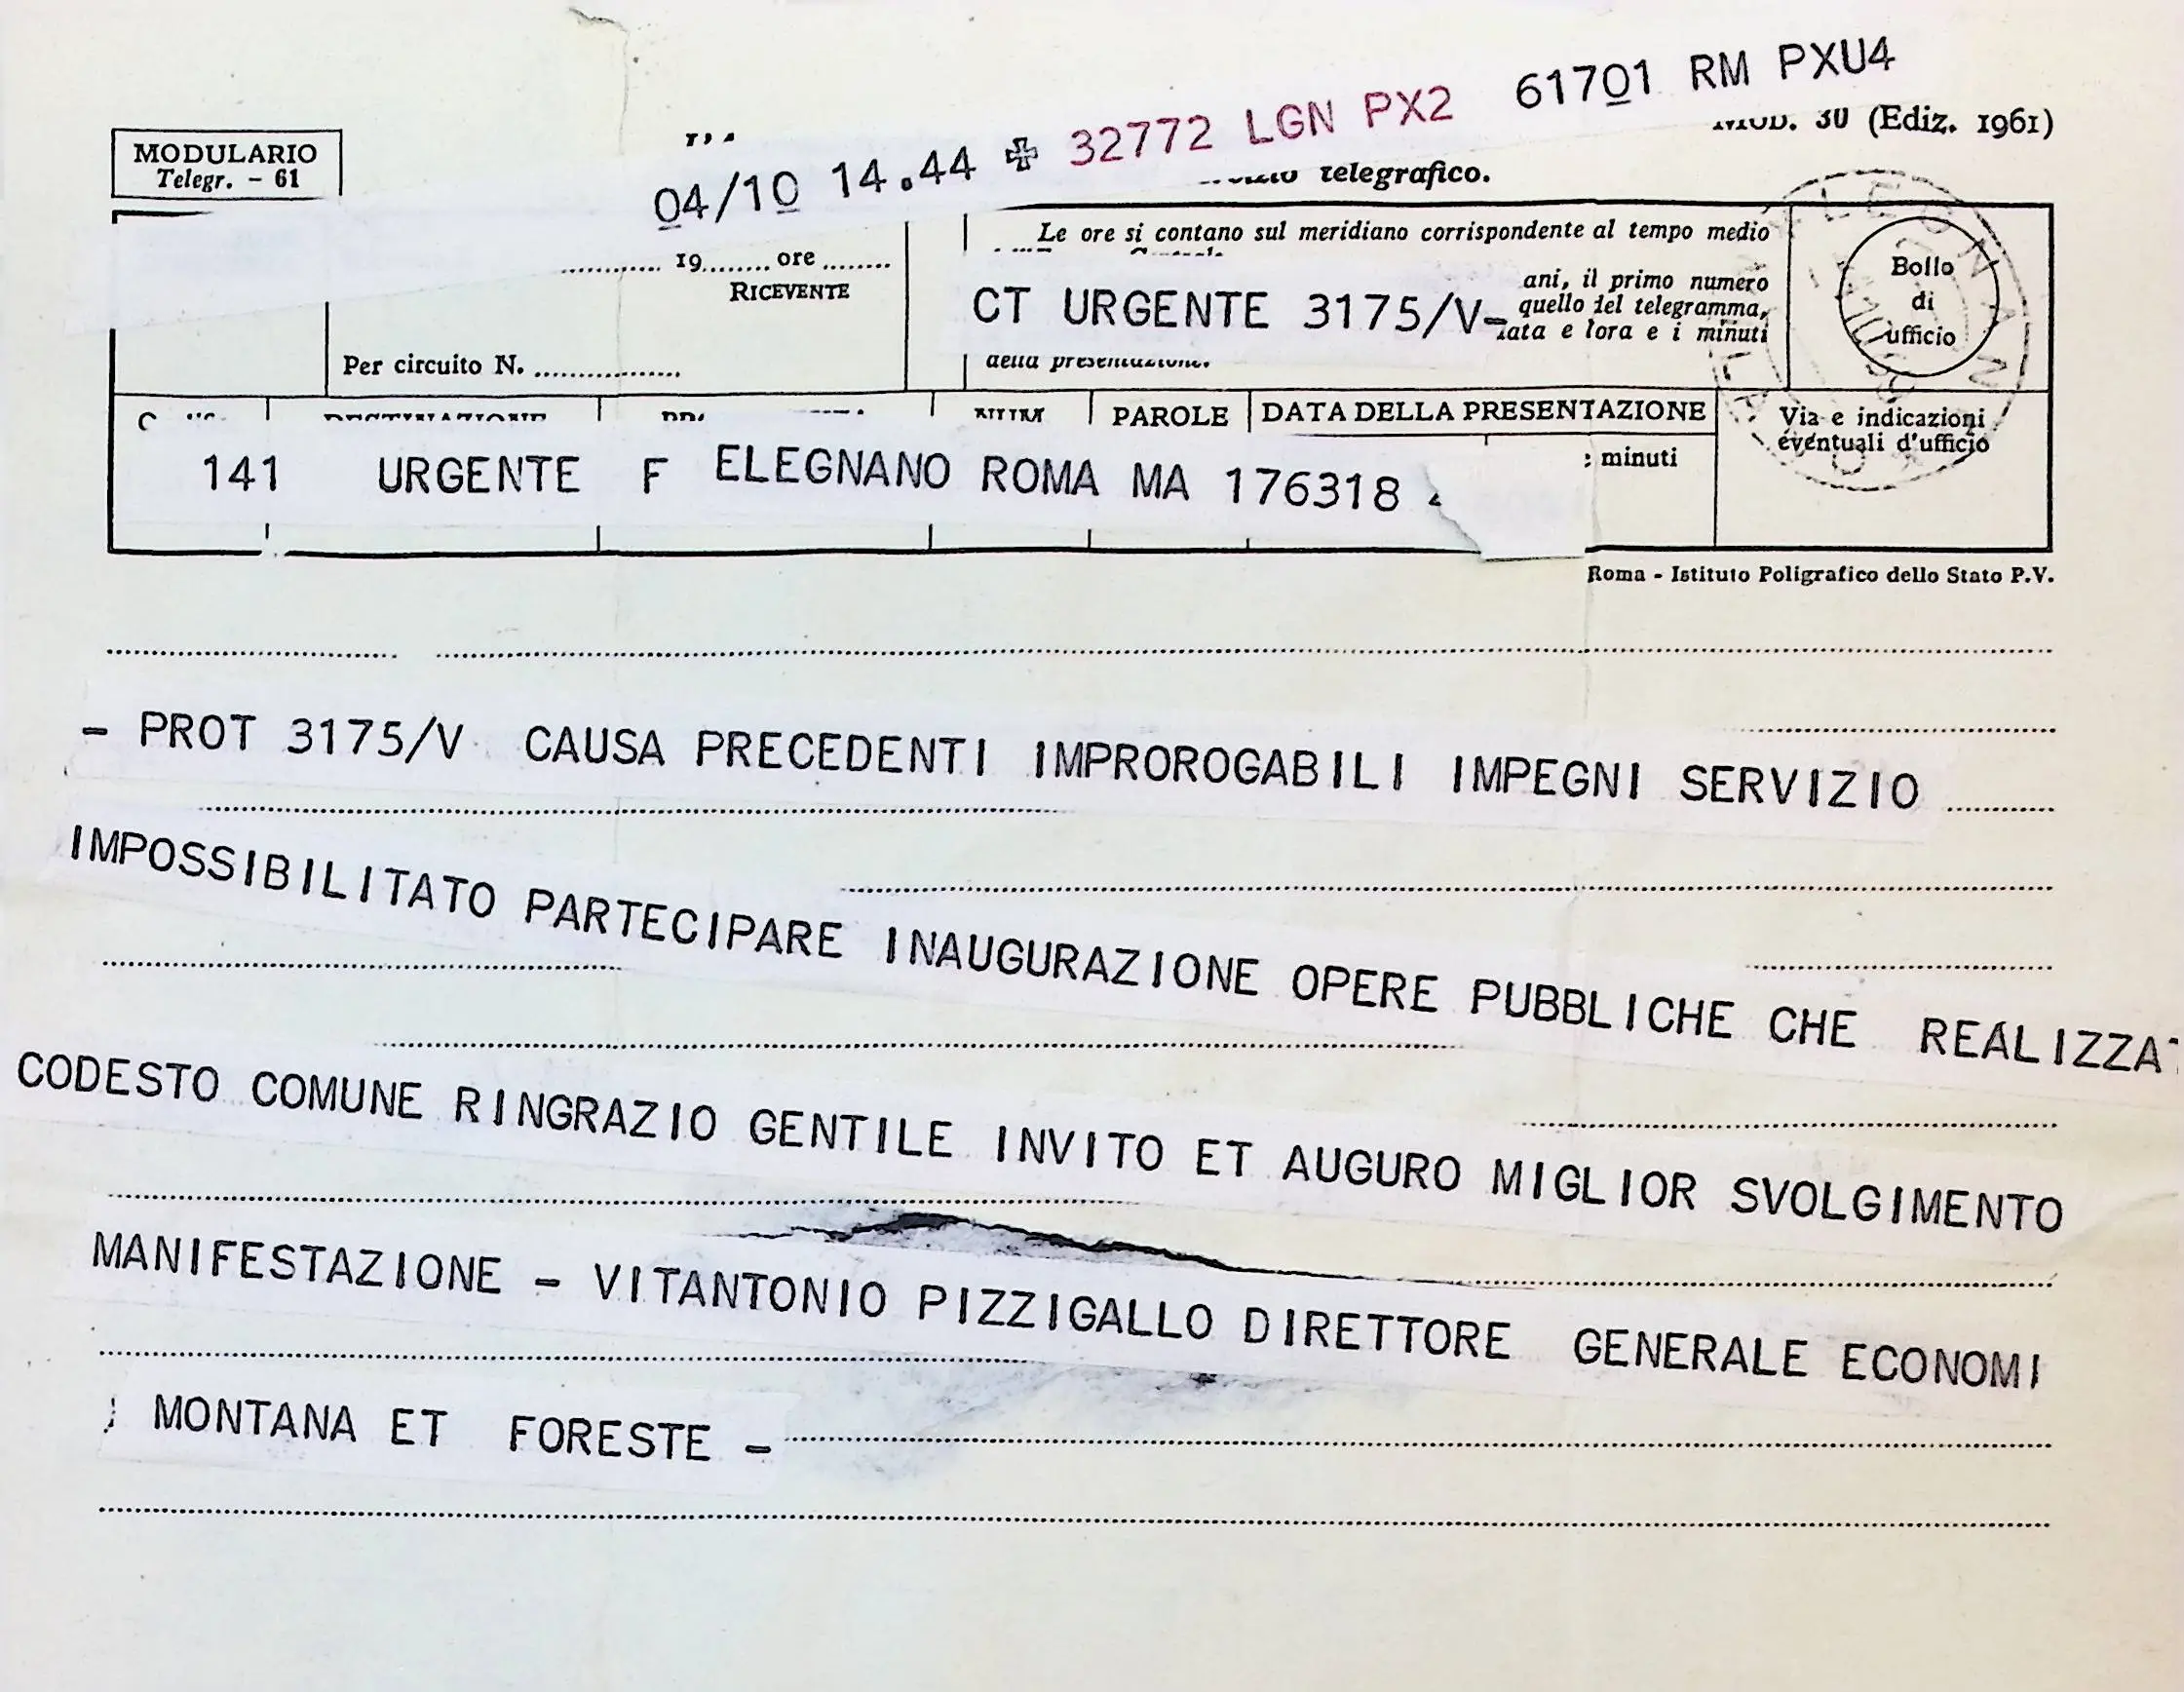 61701 RM PXU4
04/10 14.44 32772 LGN PX2
MOD. 30 (Ediz. 1961)
MODULARIO
Telegr. - 61
telegrafico.
Le ore si contano sul meridiano corrispondente al tempo medio
19........ ore ........
RICEVENTE
ani, il primo numero
CT URGENTE 3175/V-
quello del telegramma,
e i minuti
della presentazione.
Per circuito N. ................
Bollo
di
ufficio
DESTINAZIONE
PAROLE
DATA DELLA PRESENTAZIONE
minuti
Via e indicazioni
eventuali d'ufficio
141 URGENTE F ELEGNANO ROMA MA 176318
Roma - Istituto Poligrafico dello Stato P.V.
- PROT 3175/V CAUSA PRECEDENTI IMPROROGABILI IMPEGNI SERVIZIO
IMPOSSIBILITATO PARTECIPARE INAUGURAZIONE OPERE PUBBLICHE CHE REALIZZAT
CODESTO COMUNE RINGRAZIO GENTILE INVITO ET AUGURO MIGLIOR SVOLGIMENTO
MANIFESTAZIONE - VITANTONIO PIZZIGALLO DIRETTORE GENERALE ECONOMI
MONTANA ET FORESTE -